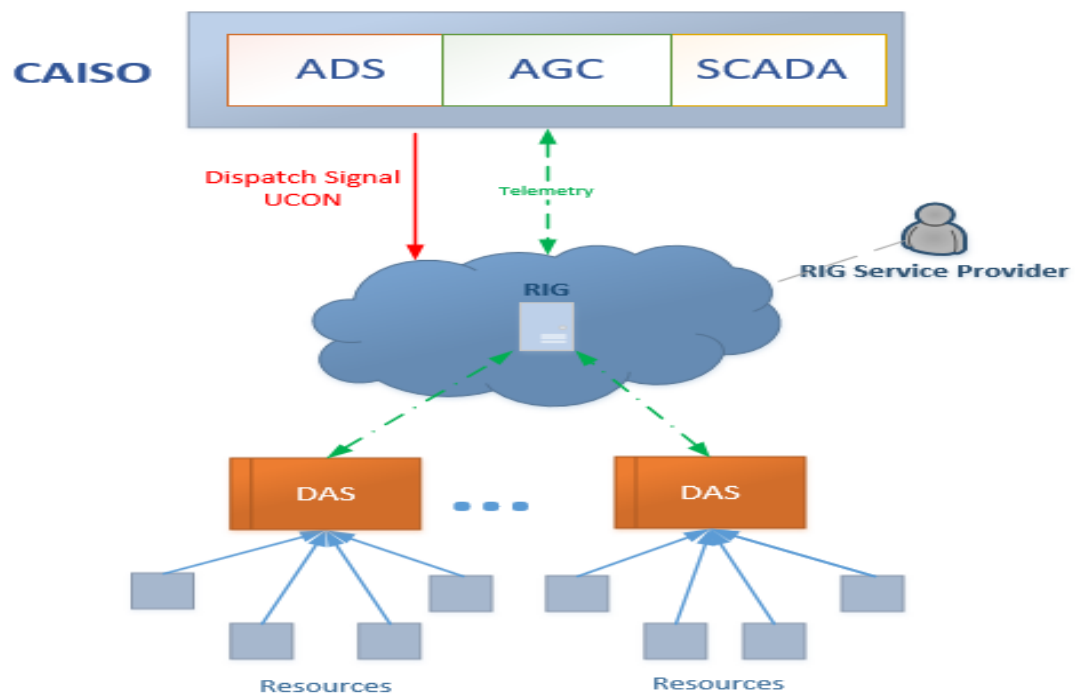 CAISO
ADS
AGC
SCADA
Dispatch Signal
UCON
Telemetry
RIG Service Provider
RIG
DAS
DAS
Resources
Resources